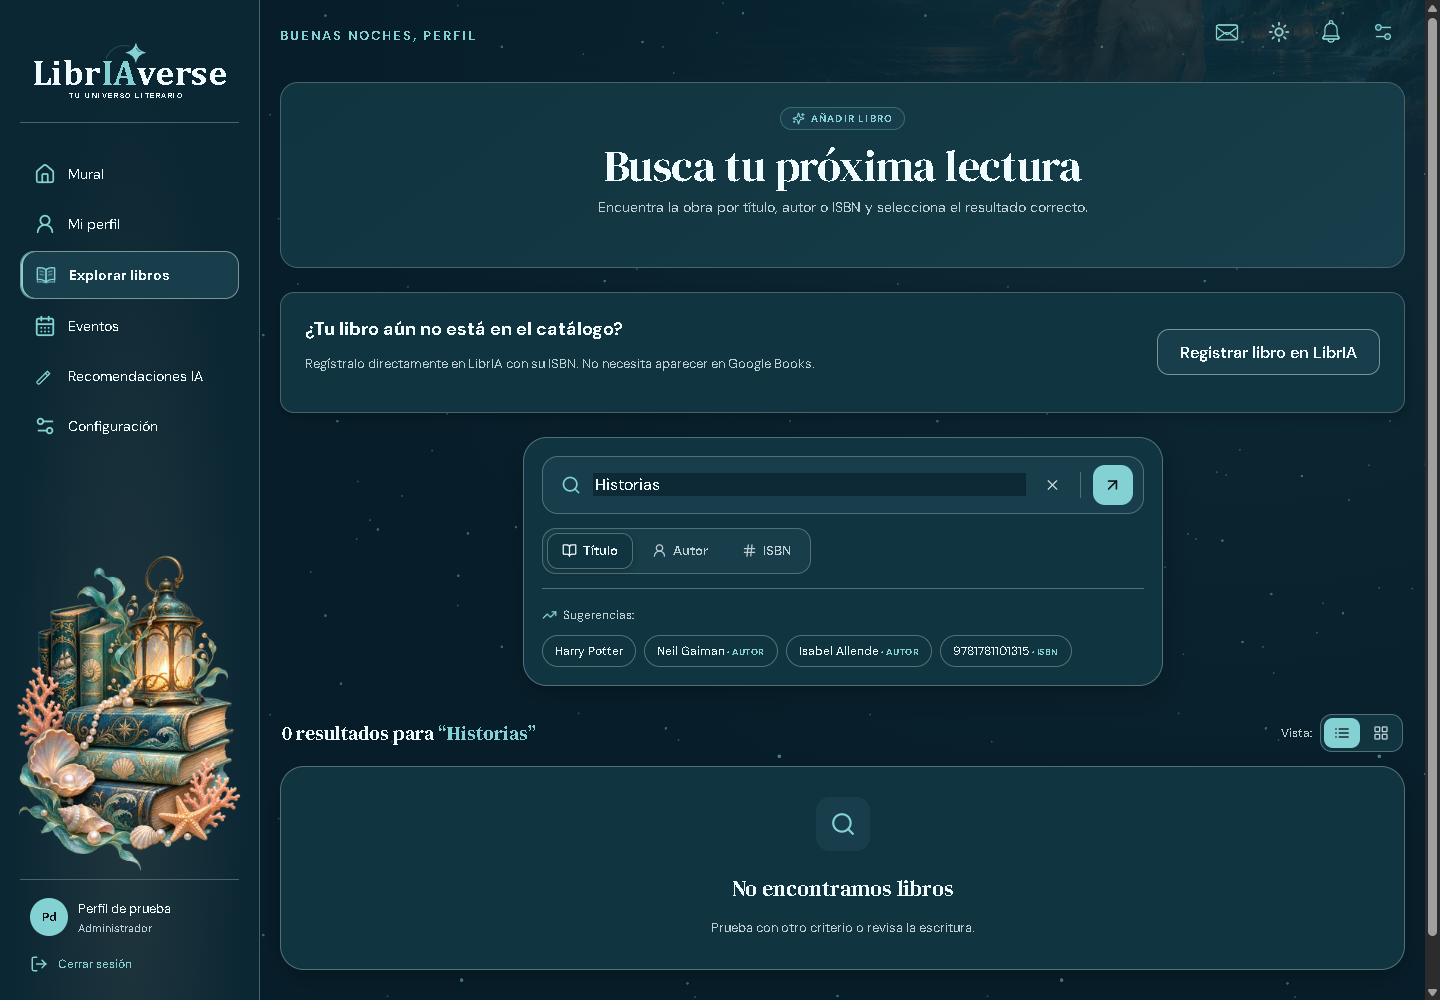 LibrIAverse
TU UNIVERSO LITERARIO
Mural
Mi perfil
Explorar libros
Eventos
Recomendaciones IA
Configuración
Pd
Perfil de prueba
Administrador
Cerrar sesión
BUENAS NOCHES, PERFIL
AÑADIR LIBRO
Busca tu próxima lectura
Encuentra la obra por título, autor o ISBN y selecciona el resultado correcto.
¿Tu libro aún no está en el catálogo?
Regístralo directamente en LibrIA con su ISBN. No necesita aparecer en Google Books.
Registrar libro en LibrIA
Historias
Título Autor ISBN
Sugerencias:
Harry Potter Neil Gaiman · AUTOR Isabel Allende · AUTOR 9781781101315 · ISBN
0 resultados para “Historias”
Vista:
No encontramos libros
Prueba con otro criterio o revisa la escritura.